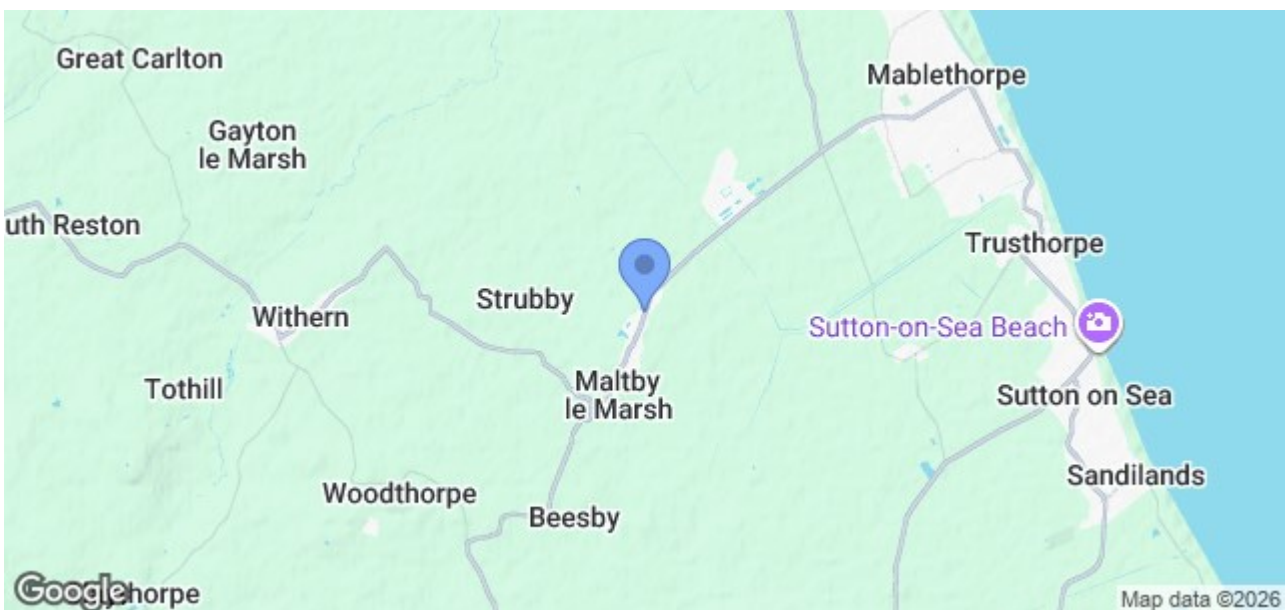 Great Carlton
Mablethorpe
Gayton
le Marsh
uth Reston
Trusthorpe
Strubby
Withern
Sutton-on-Sea Beach
Maltby
le Marsh
Tothill
Sutton on Sea
Sandilands
Woodthorpe
Beesby
Google
thorpe
Map data ©2026